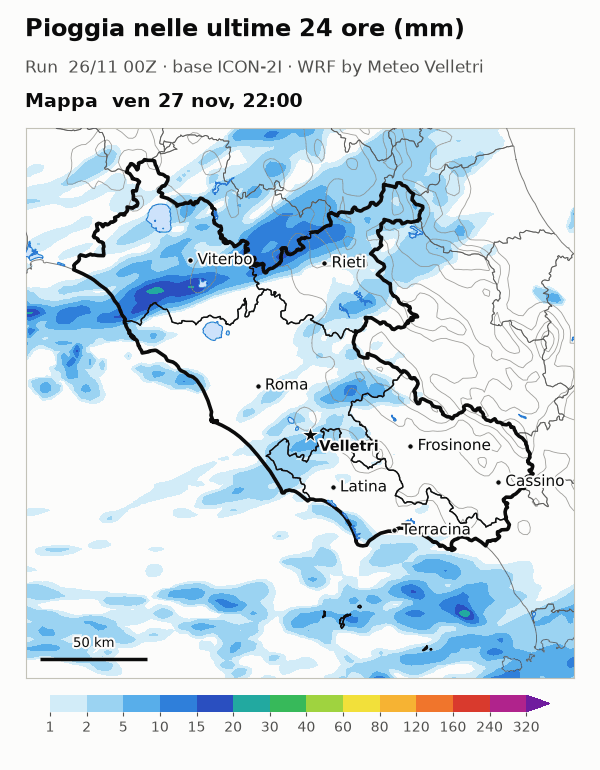 Pioggia nelle ultime 24 ore (mm)
Run  26/11 00Z · base ICON-2I · WRF by Meteo Velletri
Mappa  ven 27 nov, 22:00
Viterbo
Rieti
Roma
Velletri
Frosinone
Cassino
Latina
Terracina
50 km
1 2 5 10 15 20 30 40 60 80 120 160 240 320